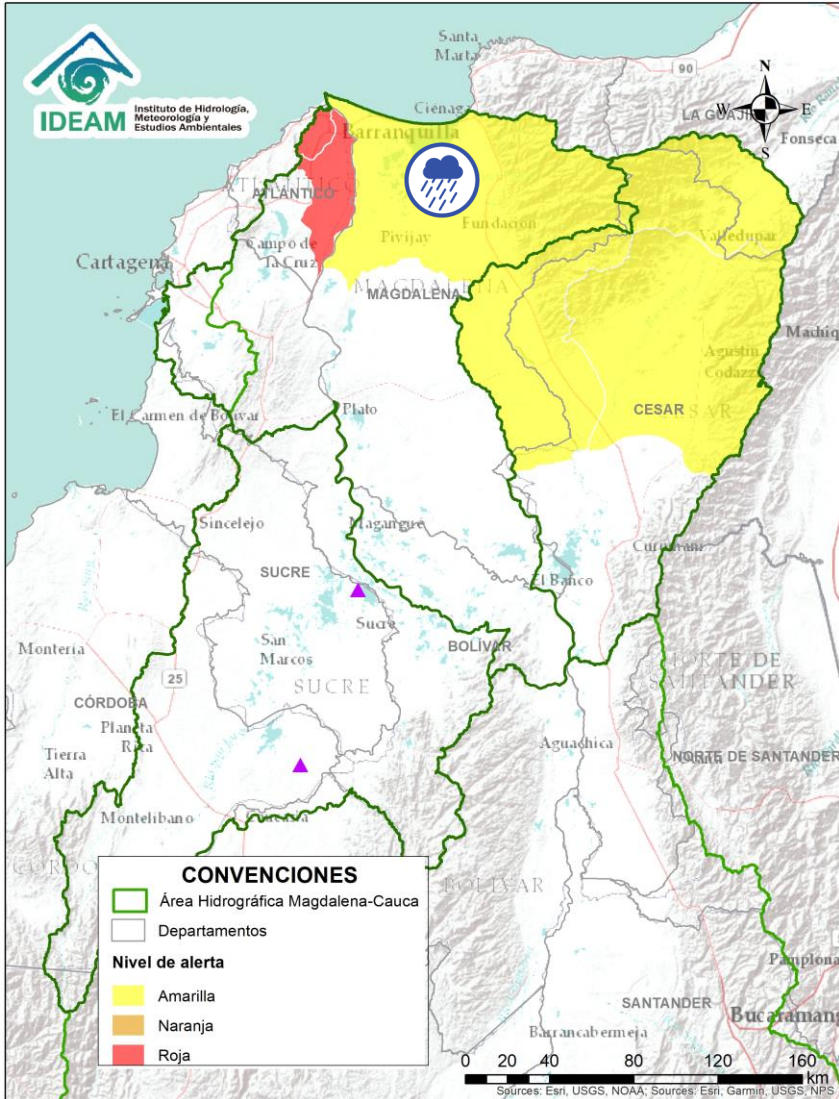 IDEAM
Instituto de Hidrología,
Meteorología y
Estudios Ambientales
Santa
Marta
90
N
W
E
S
Ciénaga
LA GUAJIRA
Fonseca
Barranquilla
ATLÁNTICO
Fundación
Pivijay
Valledupar
Campo de
la Cruz
Cartagena
MAGDALENA
Agustín
Codazzi
El Carmen de Bolívar
Plato
CESAR
Sincelejo
Magangué
Curumaní
SUCRE
El Banco
Sucre
San
Marcos
BOLÍVAR
Montería
25
SUCRE
NORTE DE
SANTANDER
CÓRDOBA
Planeta
Rica
Aguachica
Tierra
Alta
NORTE DE SANTANDER
Montelíbano
BOLÍVAR
CONVENCIONES
Área Hidrográfica Magdalena-Cauca
Departamentos
Nivel de alerta
Amarilla
Naranja
Roja
Pamplona
SANTANDER
Bucaramang
Barrancabermeja
0 20 40 80 120 160
km
Sources: Esri, USGS, NOAA; Sources: Esri, Garmin, USGS, NPS